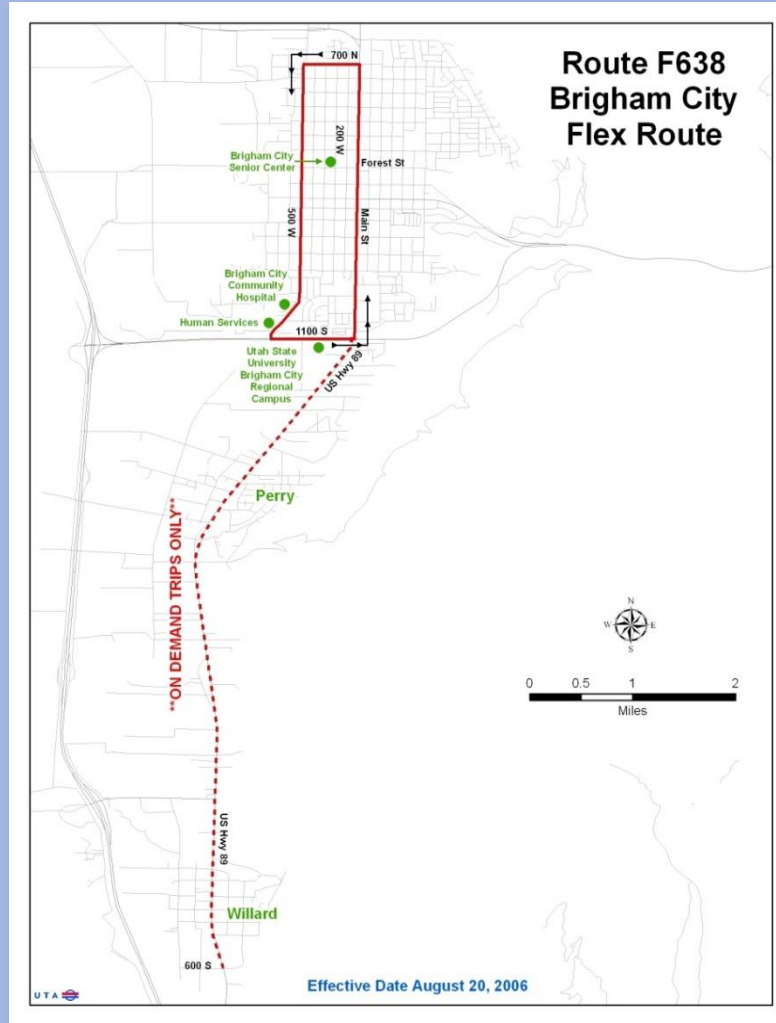 Route F638
Brigham City
Flex Route
700 N
200 W
Brigham City
Senior Center
Forest St
500 W
Main St
Brigham City
Community
Hospital
Human Services
1100 S
Utah State
University
Brigham City
Regional
Campus
US Hwy 89
Perry
**ON DEMAND TRIPS ONLY**
N
W
E
S
0 0.5 1 2
Miles
US Hwy 89
Willard
600 S
Effective Date August 20, 2006
UTA